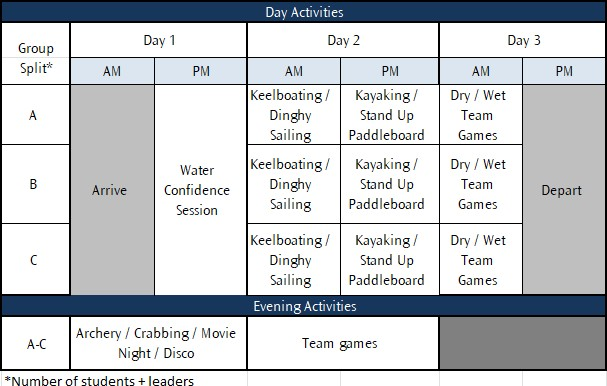 Day Activities
Group Split*
Day 1
Day 2
Day 3
AM
PM
AM
PM
AM
PM
A
Keelboating /
Dinghy
Sailing
Kayaking /
Stand Up
Paddleboard
Dry / Wet
Team
Games
B
Arrive
Water
Confidence
Session
Keelboating /
Dinghy
Sailing
Kayaking /
Stand Up
Paddleboard
Dry / Wet
Team
Games
Depart
C
Keelboating /
Dinghy
Sailing
Kayaking /
Stand Up
Paddleboard
Dry / Wet
Team
Games
Evening Activities
A-C
Archery / Crabbing / Movie
Night / Disco
Team games
*Number of students + leaders